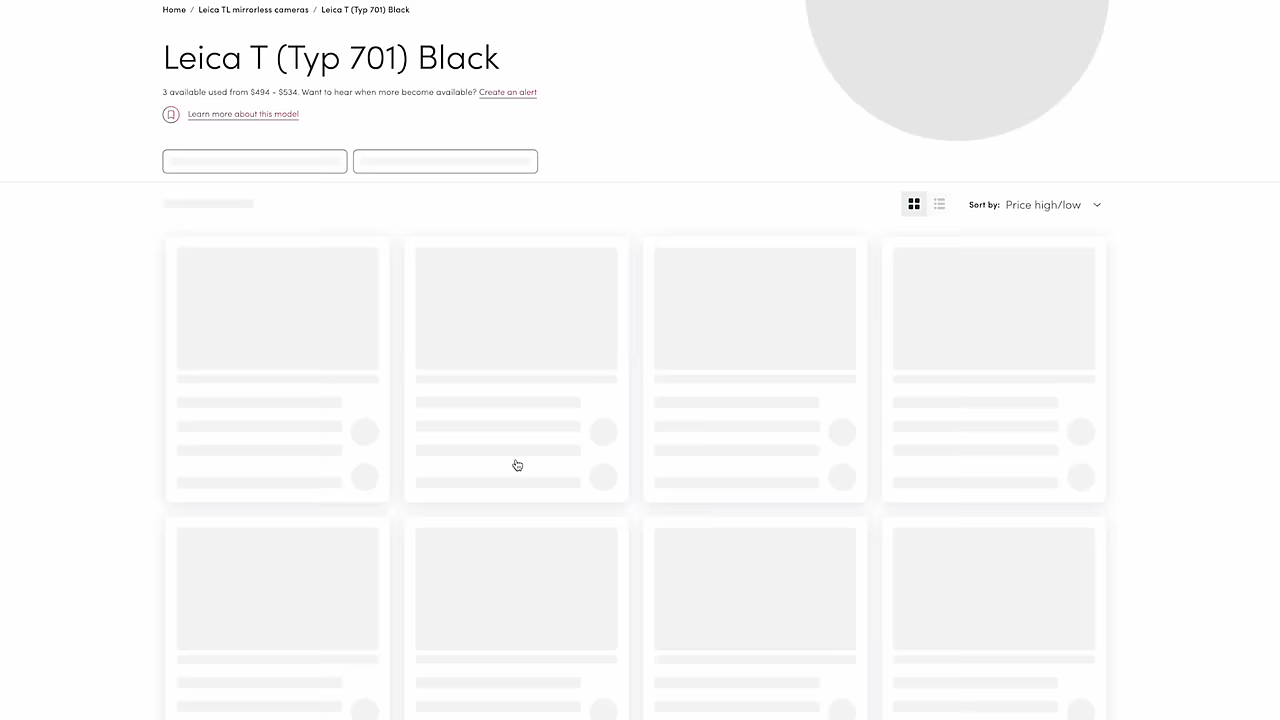 Home / Leica TL mirrorless cameras / Leica T (Typ 701) Black
Leica T (Typ 701) Black
3 available used from $494 - $534. Want to hear when more become available? Create an alert
Learn more about this model
Sort by: Price high/low